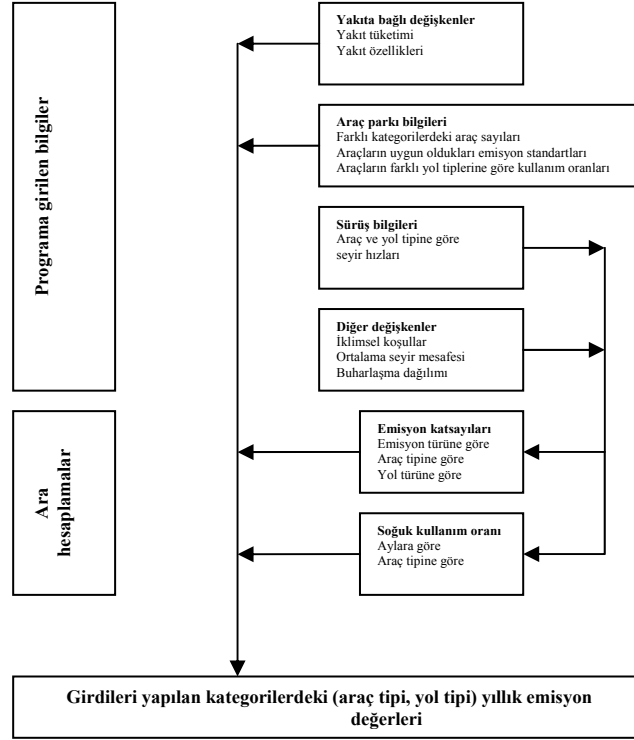 Programa girilen bilgiler
Yakıta bağlı değişkenler
Yakıt tüketimi
Yakıt özellikleri
Araç parkı bilgileri
Farklı kategorilerdeki araç sayıları
Araçların uygun oldukları emisyon standartları
Araçların farklı yol tiplerine göre kullanım oranları
Sürüş bilgileri
Araç ve yol tipine göre
seyir hızları
Diğer değişkenler
İklimsel koşullar
Ortalama seyir mesafesi
Buharlaşma dağılımı
Ara
hesaplamalar
Emisyon katsayıları
Emisyon türüne göre
Araç tipine göre
Yol türüne göre
Soğuk kullanım oranı
Aylara göre
Araç tipine göre
Girdileri yapılan kategorilerdeki (araç tipi, yol tipi) yıllık emisyon
değerleri